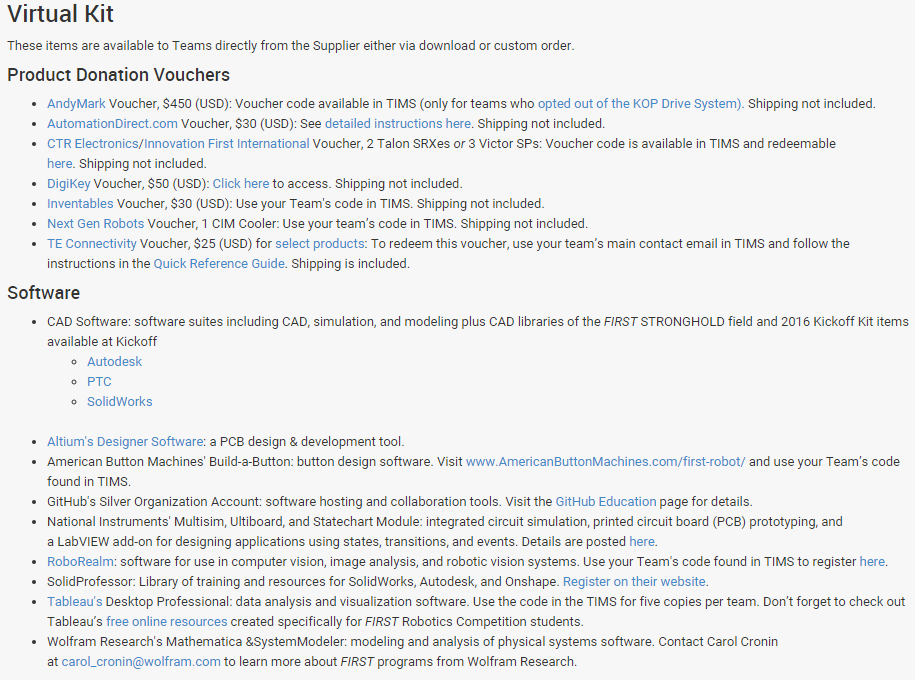 Virtual Kit
These items are available to Teams directly from the Supplier either via download or custom order.
Product Donation Vouchers
• AndyMark Voucher, $450 (USD): Voucher code available in TIMS (only for teams who opted out of the KOP Drive System). Shipping not included.
• AutomationDirect.com Voucher, $30 (USD): See detailed instructions here. Shipping not included.
• CTR Electronics/Innovation First International Voucher, 2 Talon SRXes or 3 Victor SPs: Voucher code is available in TIMS and redeemable
here. Shipping not included.
• DigiKey Voucher, $50 (USD): Click here to access. Shipping not included.
• Inventables Voucher, $30 (USD): Use your Team's code in TIMS. Shipping not included.
• Next Gen Robots Voucher, 1 CIM Cooler: Use your team's code in TIMS. Shipping not included.
• TE Connectivity Voucher, $25 (USD) for select products: To redeem this voucher, use your team's main contact email in TIMS and follow the
instructions in the Quick Reference Guide. Shipping is included.
Software
• CAD Software: software suites including CAD, simulation, and modeling plus CAD libraries of the FIRST STRONGHOLD field and 2016 Kickoff Kit items
available at Kickoff
◦ Autodesk
◦ PTC
◦ SolidWorks
• Altium's Designer Software: a PCB design & development tool.
• American Button Machines' Build-a-Button: button design software. Visit www.AmericanButtonMachines.com/first-robot/ and use your Team's code
found in TIMS.
• GitHub's Silver Organization Account: software hosting and collaboration tools. Visit the GitHub Education page for details.
• National Instruments' Multisim, Ultiboard, and Statechart Module: integrated circuit simulation, printed circuit board (PCB) prototyping, and
a LabVIEW add-on for designing applications using states, transitions, and events. Details are posted here.
• RoboRealm: software for use in computer vision, image analysis, and robotic vision systems. Use your Team's code found in TIMS to register here.
• SolidProfessor: Library of training and resources for SolidWorks, Autodesk, and Onshape. Register on their website.
• Tableau's Desktop Professional: data analysis and visualization software. Use the code in the TIMS for five copies per team. Don't forget to check out
Tableau's free online resources created specifically for FIRST Robotics Competition students.
• Wolfram Research's Mathematica &SystemModeler: modeling and analysis of physical systems software. Contact Carol Cronin
at carol_cronin@wolfram.com to learn more about FIRST programs from Wolfram Research.